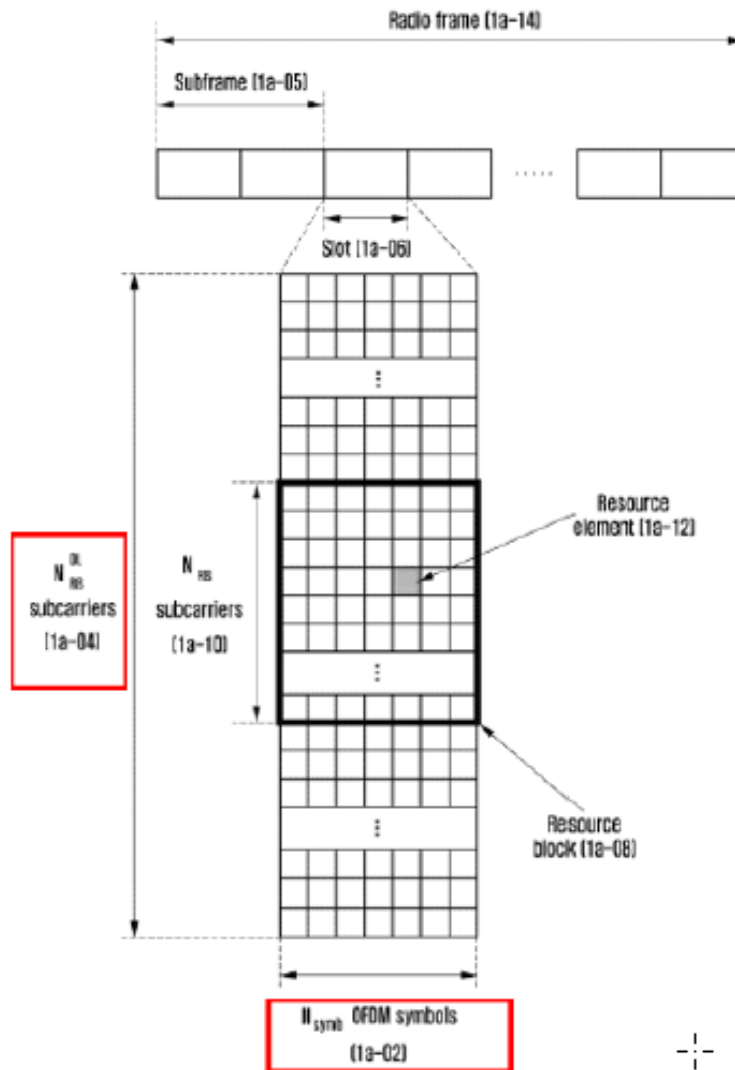 Radio frame (1a-14)
Subframe (1a-05)
Slot (1a-06)
Resource
element (1a-12)
N DL RB
subcarriers
(1a-04)
N RB
subcarriers
(1a-10)
Resource
block (1a-08)
N symb OFDM symbols
(1a-02)